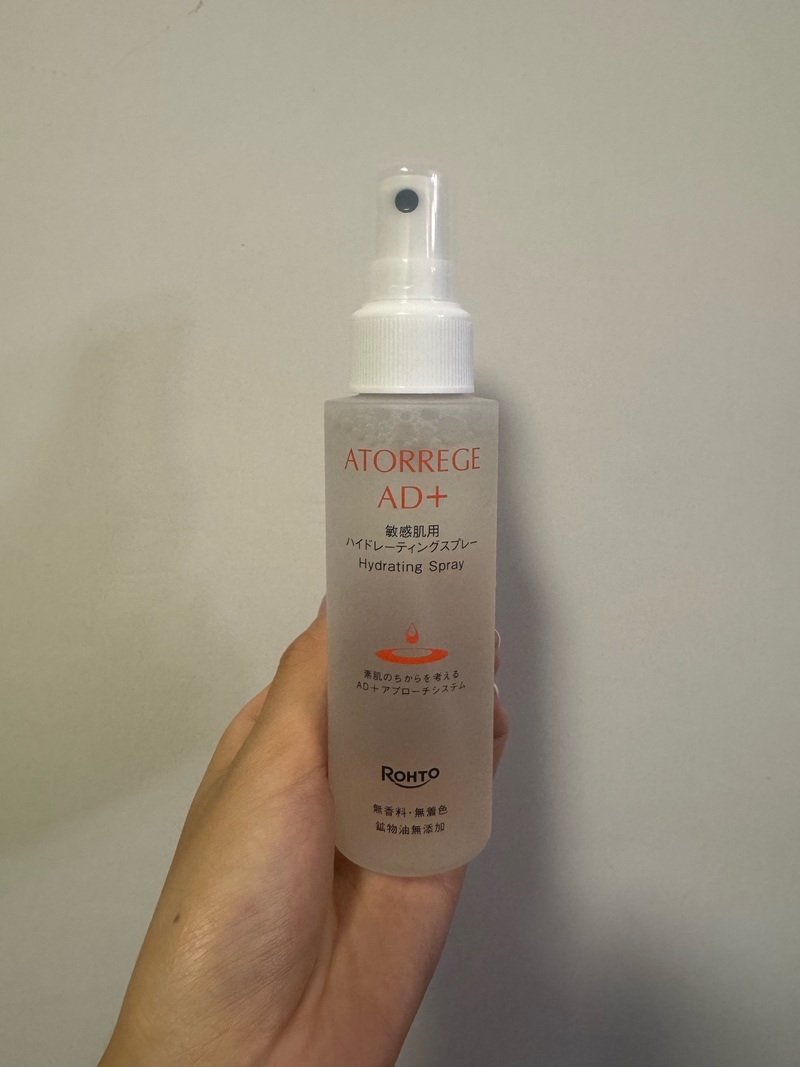 ATORREGE
AD+
敏感肌用
ハイドレーティングスプレー
Hydrating Spray
素肌のちからを考える
AD+アプローチシステム
ROHTO
無香料・無着色
鉱物油無添加